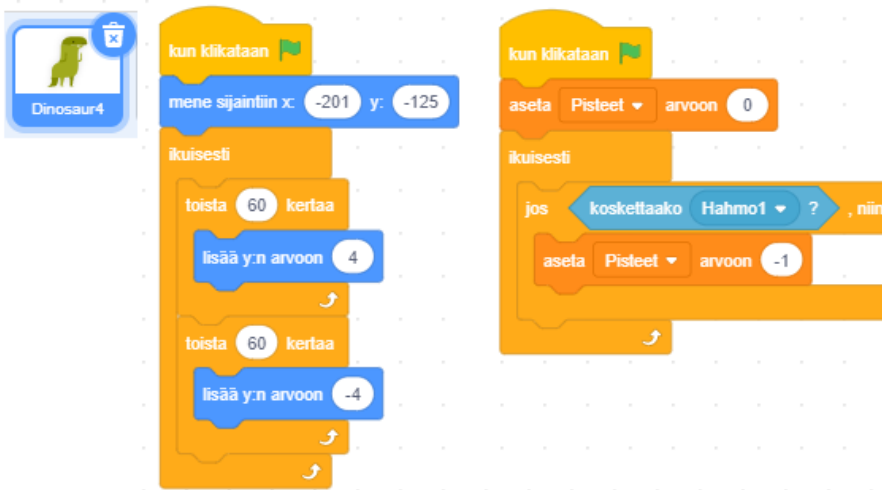 Dinosaur4
kun klikataan
mene sijaintiin x: -201 y: -125
ikuisesti
toista 60 kertaa
lisää y:n arvoon 4
toista 60 kertaa
lisää y:n arvoon -4
kun klikataan
aseta Pisteet arvoon 0
ikuisesti
jos koskettaako Hahmo1 ? , niin
aseta Pisteet arvoon -1